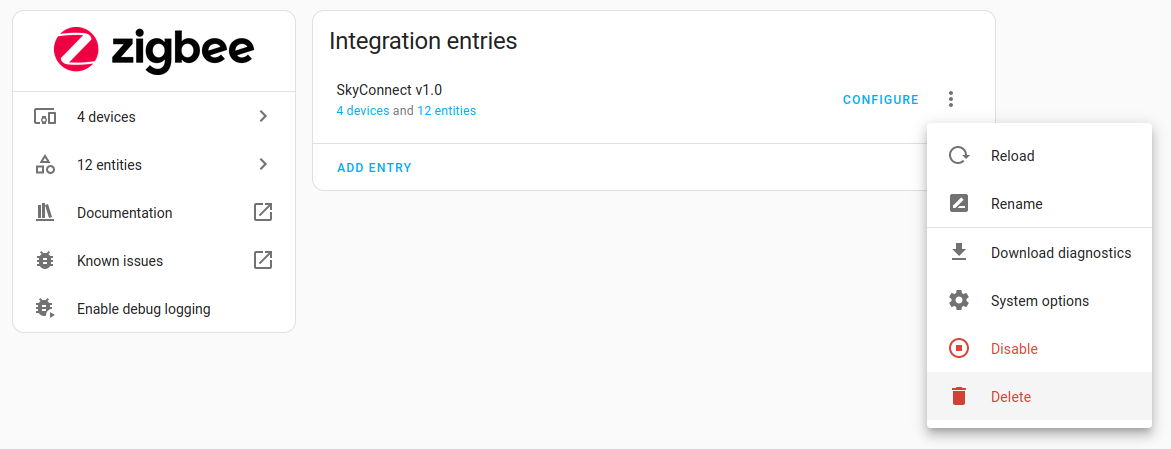 zigbee
4 devices
12 entities
Documentation
Known issues
Enable debug logging
Integration entries
SkyConnect v1.0
4 devices and 12 entities
CONFIGURE
ADD ENTRY
Reload
Rename
Download diagnostics
System options
Disable
Delete